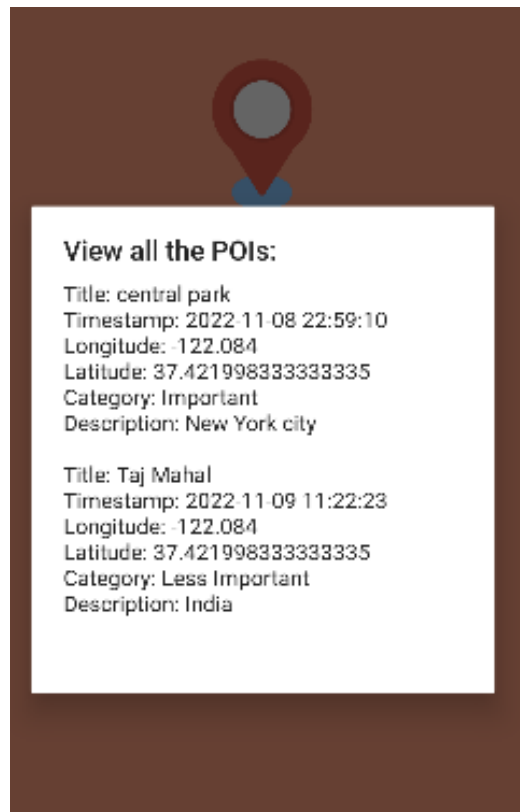 View all the POIs:
Title: central park
Timestamp: 2022-11-08 22:59:10
Longitude: -122.084
Latitude: 37.421998333333335
Category: Important
Description: New York city
Title: Taj Mahal
Timestamp: 2022-11-09 11:22:23
Longitude: -122.084
Latitude: 37.421998333333335
Category: Less Important
Description: India